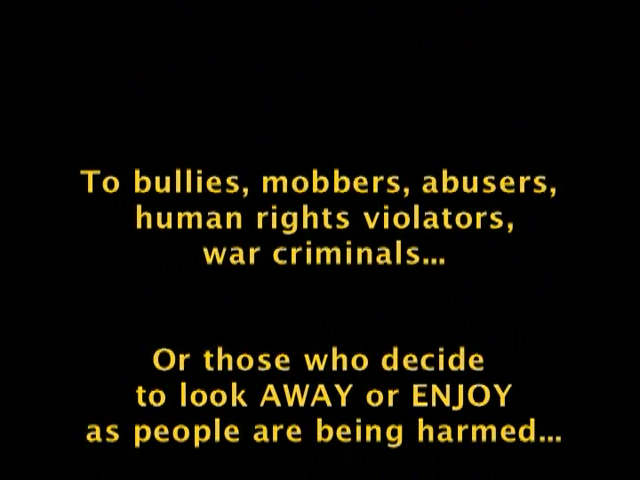 To bullies, mobbers, abusers,
human rights violators,
war criminals...
Or those who decide
to look AWAY or ENJOY
as people are being harmed...